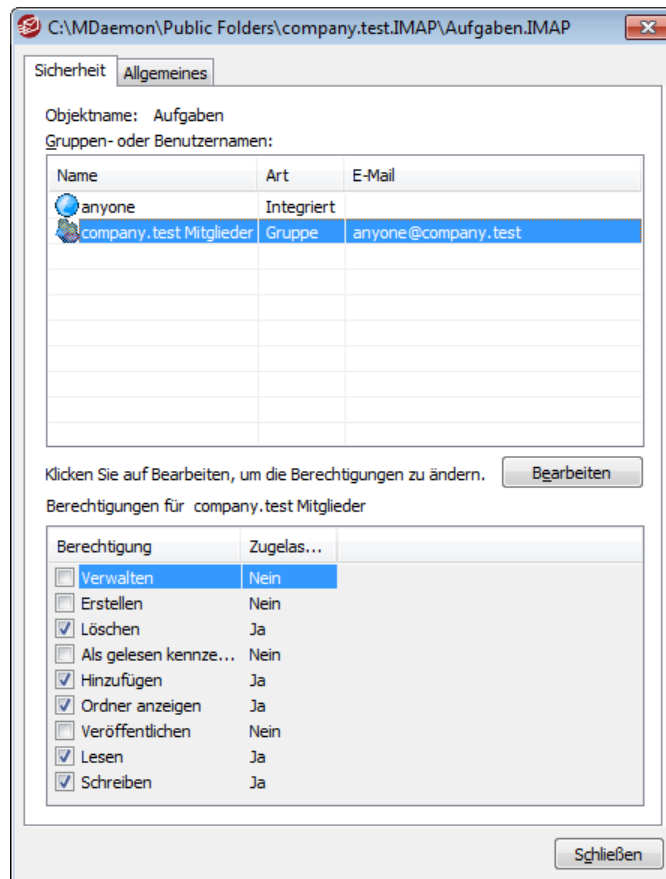 C:\MDaemon\Public Folders\company.test.IMAP\Aufgaben.IMAP
Sicherheit Allgemeines
Objektname: Aufgaben
Gruppen- oder Benutzernamen:
Name Art E-Mail
anyone Integriert
company.test Mitglieder Gruppe anyone@company.test
Klicken Sie auf Bearbeiten, um die Berechtigungen zu ändern. Bearbeiten
Berechtigungen für company.test Mitglieder
Berechtigung Zugelas...
Verwalten Nein
Erstellen Nein
Löschen Ja
Als gelesen kennze... Nein
Hinzufügen Ja
Ordner anzeigen Ja
Veröffentlichen Nein
Lesen Ja
Schreiben Ja
Schließen